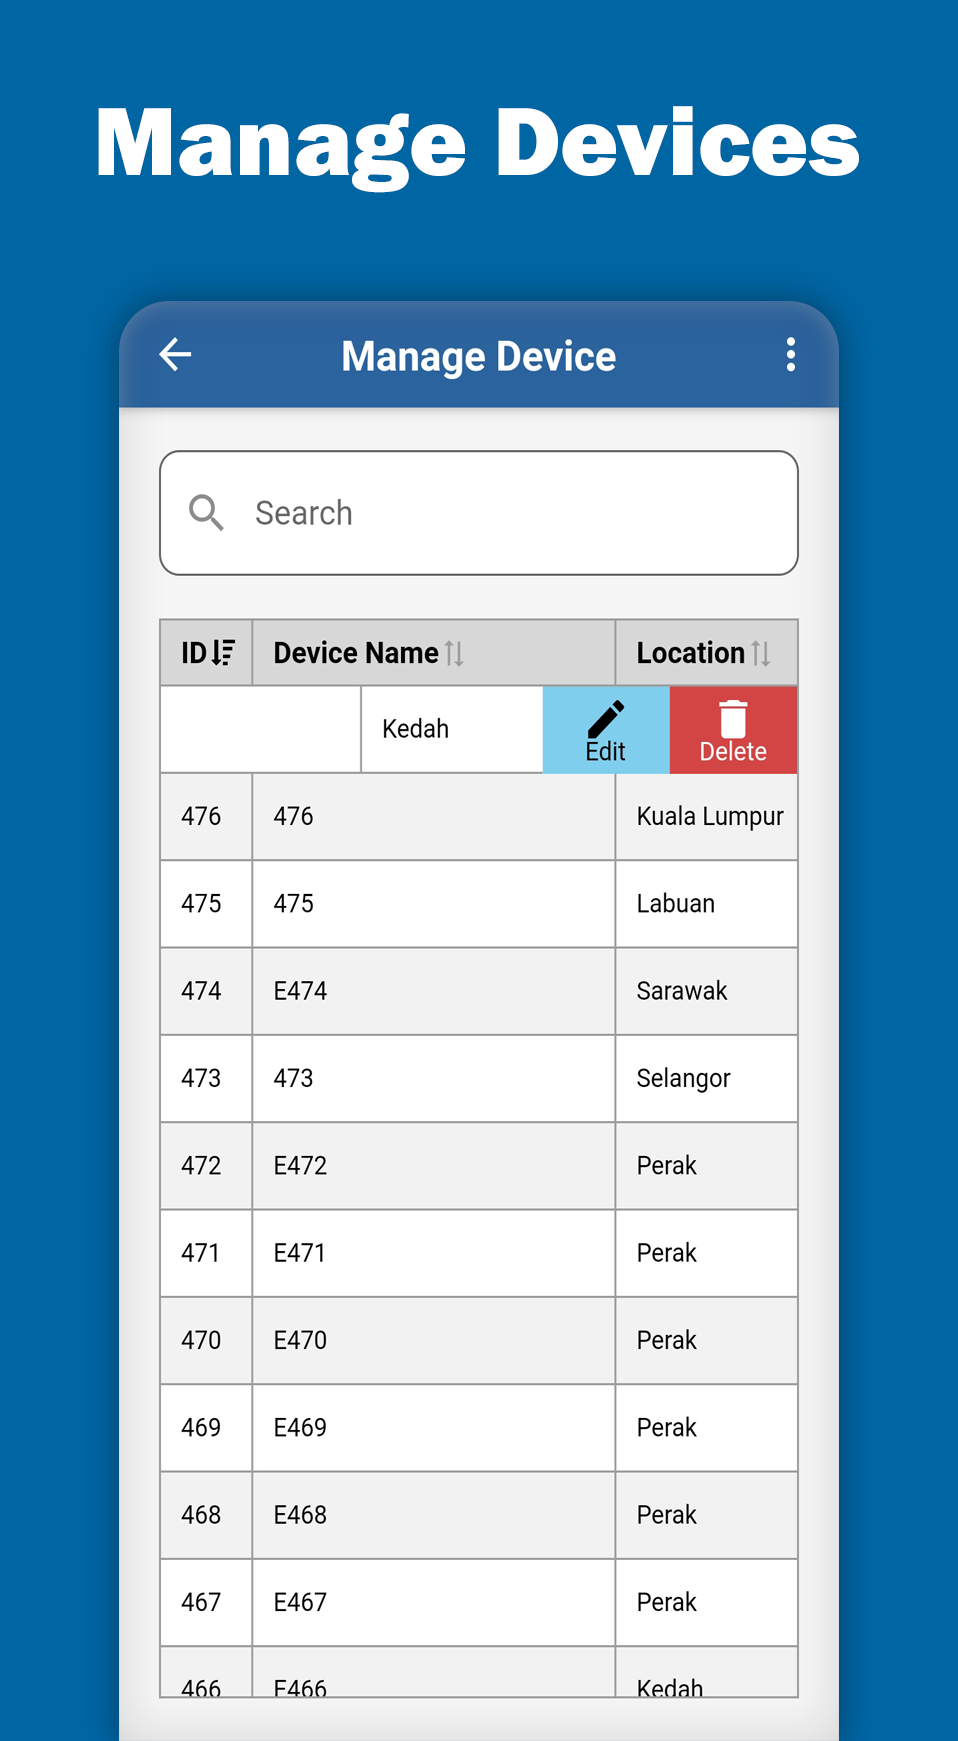 Manage Devices
Manage Device
Search
ID Device Name Location
Kedah Edit Delete
476 476 Kuala Lumpur
475 475 Labuan
474 E474 Sarawak
473 473 Selangor
472 E472 Perak
471 E471 Perak
470 E470 Perak
469 E469 Perak
468 E468 Perak
467 E467 Perak
466 E466 Kedah